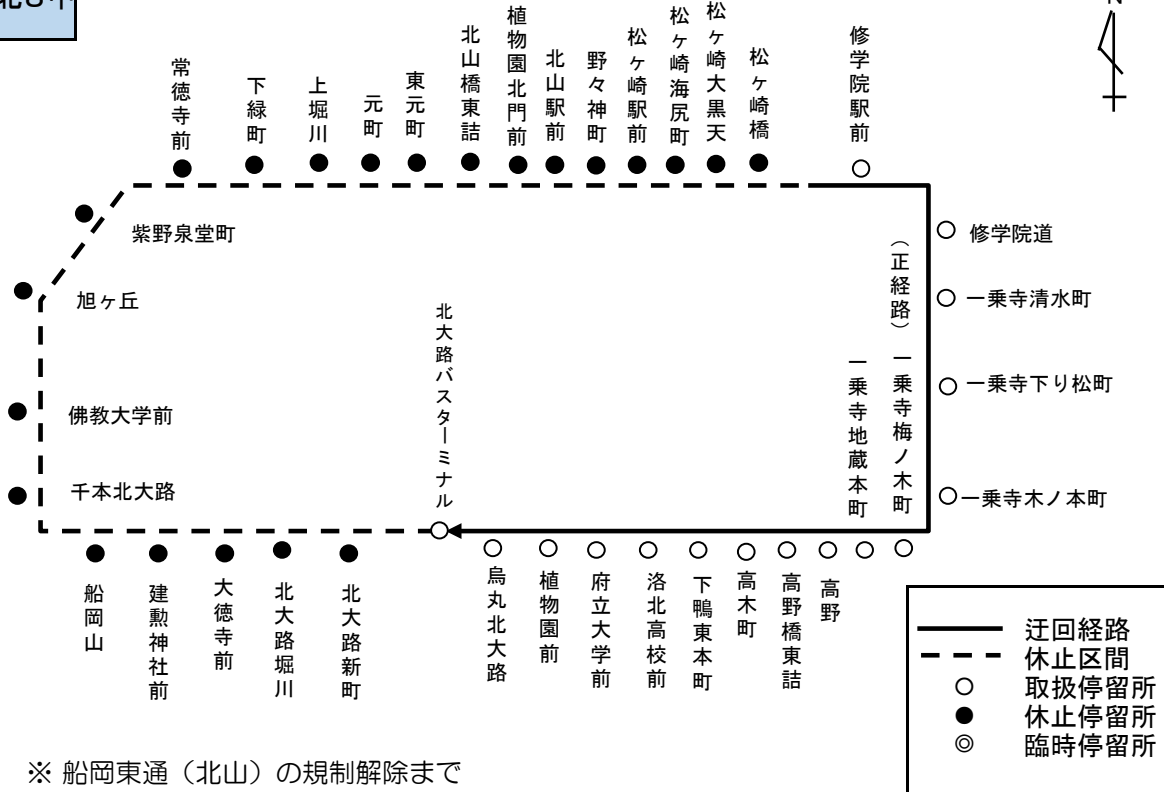 N
常徳寺前
下緑町
上堀川
元町
東元町
北山橋東詰
植物園北門前
北山駅前
野々神町
松ヶ崎駅前
松ヶ崎海尻町
松ヶ崎大黒天
松ヶ崎橋
修学院駅前
紫野泉堂町
旭ヶ丘
佛教大学前
千本北大路
北大路バスターミナル
一乗寺地蔵本町
(正経路)一乗寺梅ノ木町
修学院道
一乗寺清水町
一乗寺下り松町
一乗寺木ノ本町
船岡山
建勲神社前
大徳寺前
北大路堀川
北大路新町
烏丸北大路
植物園前
府立大学前
洛北高校前
下鴨東本町
高木町
高野橋東詰
高野
迂回経路
休止区間
取扱停留所
休止停留所
臨時停留所
※ 船岡東通(北山)の規制解除まで